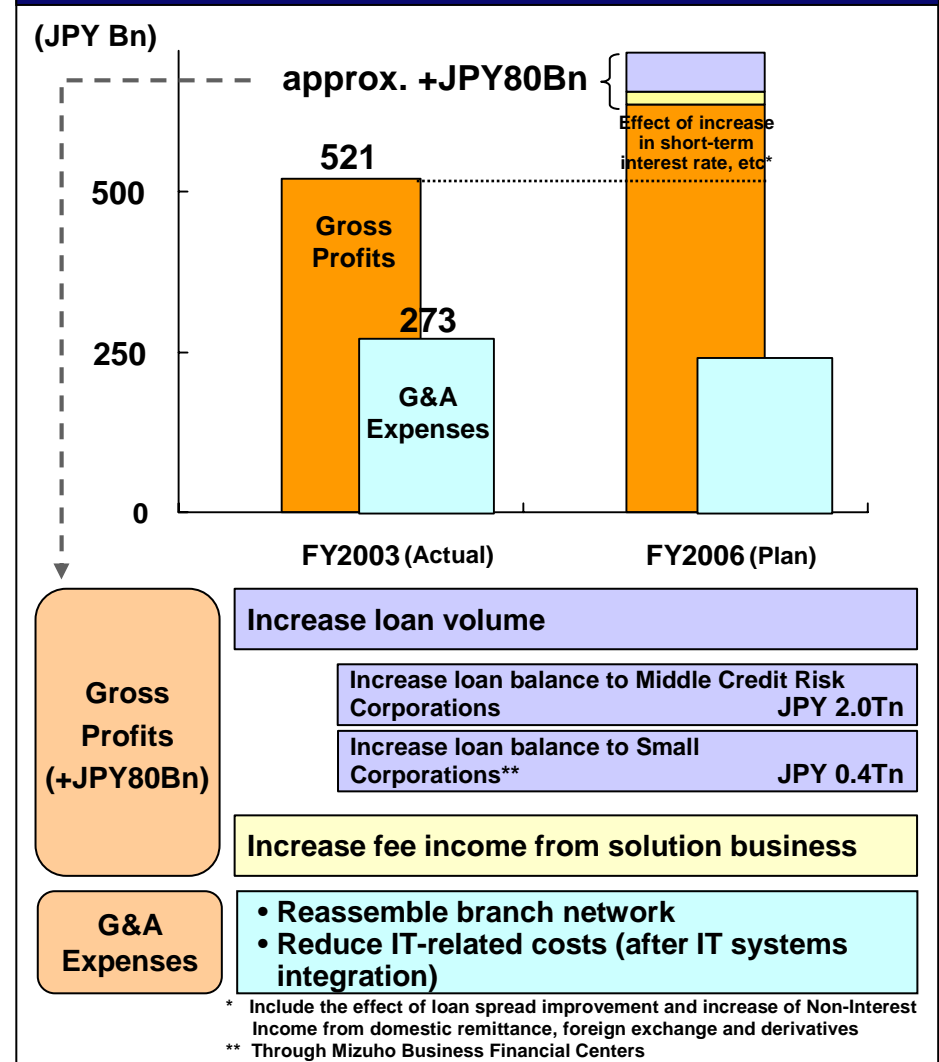 (JPY Bn)
approx. +JPY80Bn
Effect of increase
in short-term
interest rate, etc*
521
500
Gross
Profits
273
250
G&A
Expenses
0
FY2003 (Actual)
FY2006 (Plan)
Increase loan volume
Gross
Profits
(+JPY80Bn)
Increase loan balance to Middle Credit Risk
Corporations JPY 2.0Tn
Increase loan balance to Small
Corporations** JPY 0.4Tn
Increase fee income from solution business
G&A
Expenses
• Reassemble branch network
• Reduce IT-related costs (after IT systems
integration)
* Include the effect of loan spread improvement and increase of Non-Interest
Income from domestic remittance, foreign exchange and derivatives
** Through Mizuho Business Financial Centers